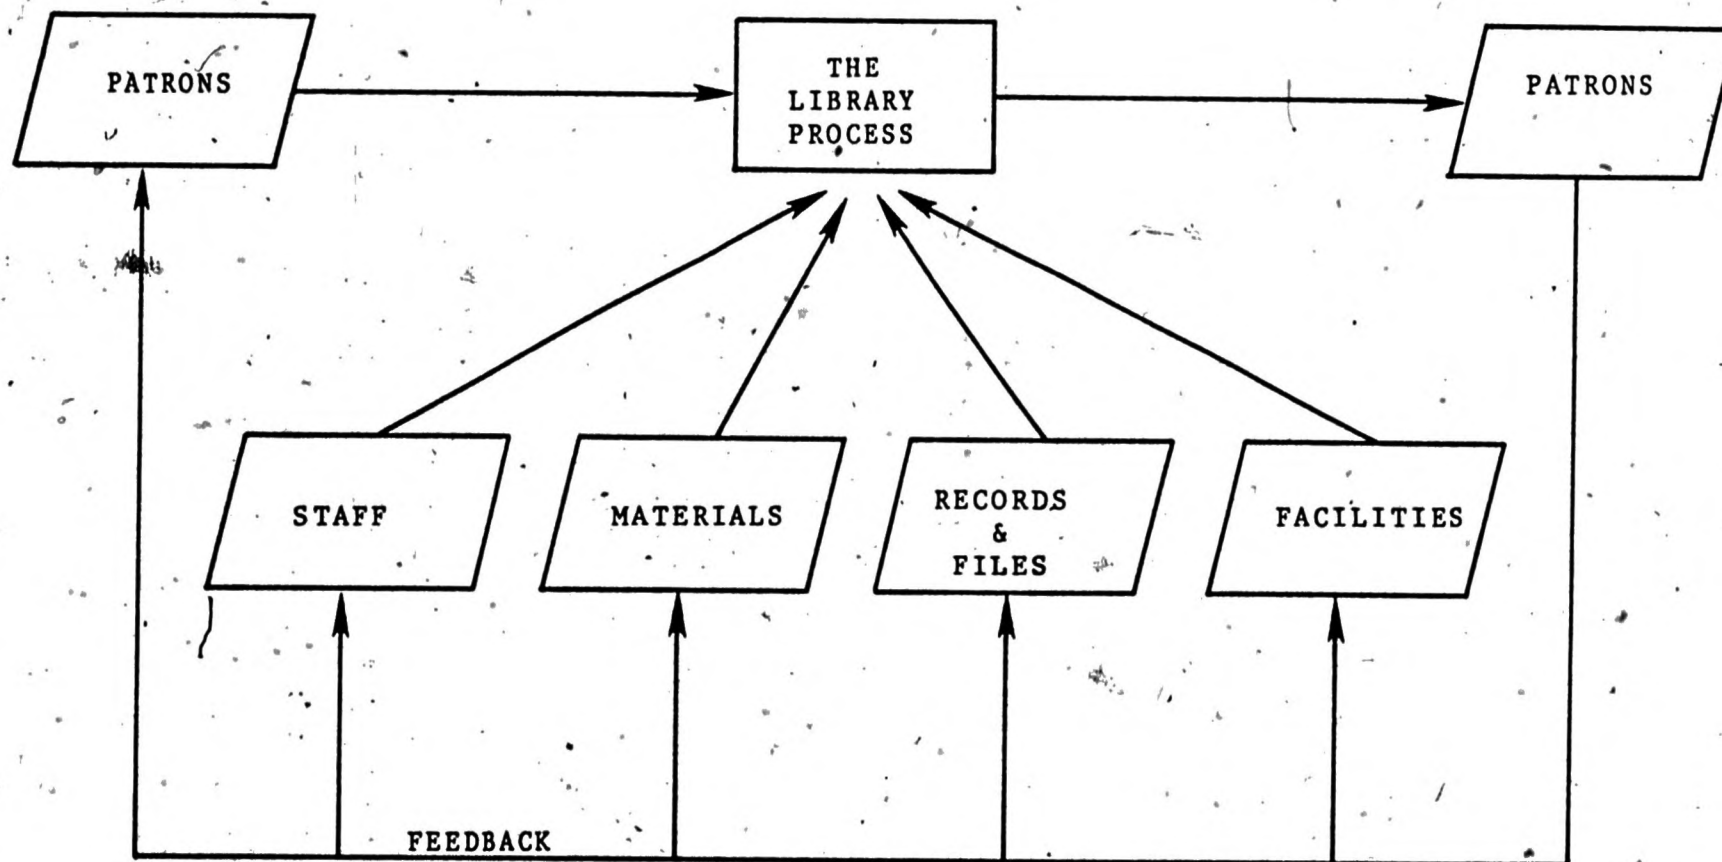 PATRONS
THE
LIBRARY
PROCESS
PATRONS
STAFF
MATERIALS
RECORDS
&
FILES
FACILITIES
FEEDBACK